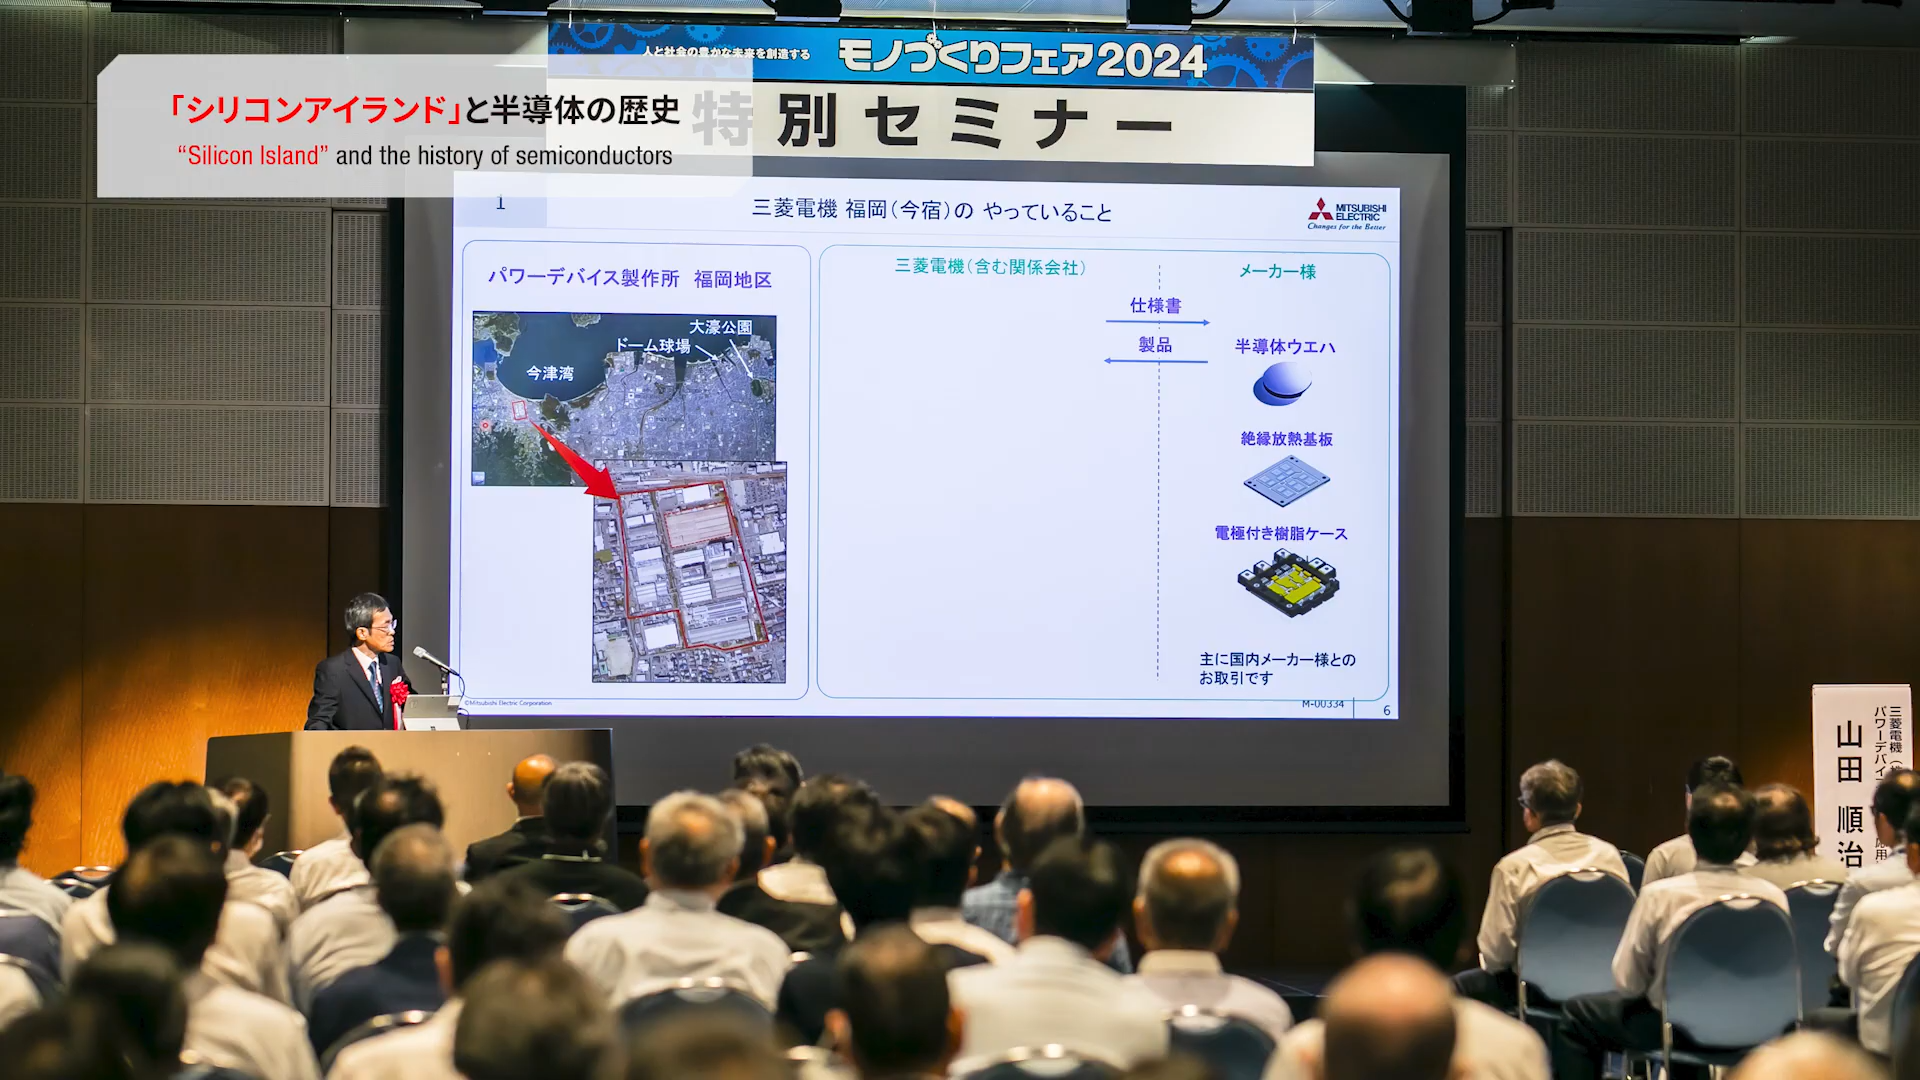 人と社会の豊かな未来を創造する
モノづくりフェア2024
特別セミナー
「シリコンアイランド」と半導体の歴史
“Silicon Island” and the history of semiconductors
1
三菱電機 福岡(今宿)の やっていること
MITSUBISHI
ELECTRIC
Changes for the Better
パワーデバイス製作所 福岡地区
大濠公園
ドーム球場
今津湾
三菱電機(含む関係会社)
メーカー様
仕様書
製品
半導体ウエハ
絶縁放熱基板
電極付き樹脂ケース
主に国内メーカー様との
お取引です
©Mitsubishi Electric Corporation
M-00334
6
三菱電機(
パワーデバイ
山田 順治